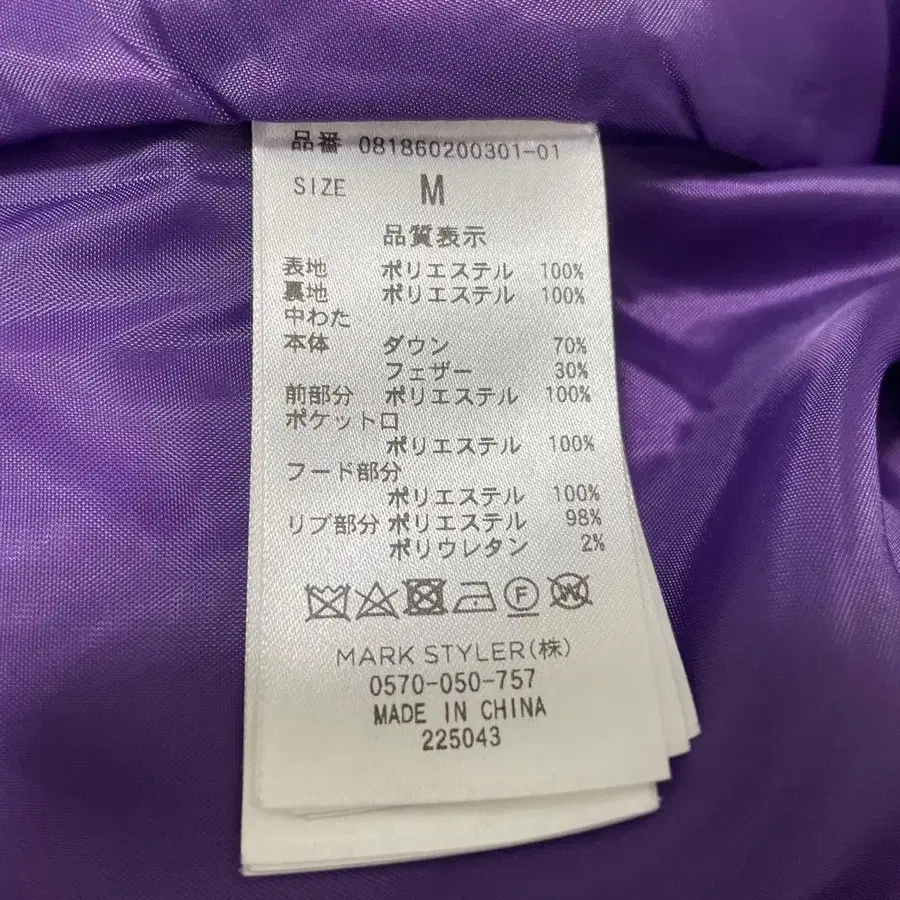 品番 081860200301-01
SIZE M
品質表示
表地 ポリエステル 100%
裏地 ポリエステル 100%
中わた
本体 ダウン 70%
フェザー 30%
前部分 ポリエステル 100%
ポケット口
ポリエステル 100%
フード部分
ポリエステル 100%
リブ部分 ポリエステル 98%
ポリウレタン 2%
F W
MARK STYLER(株)
0570-050-757
MADE IN CHINA
225043